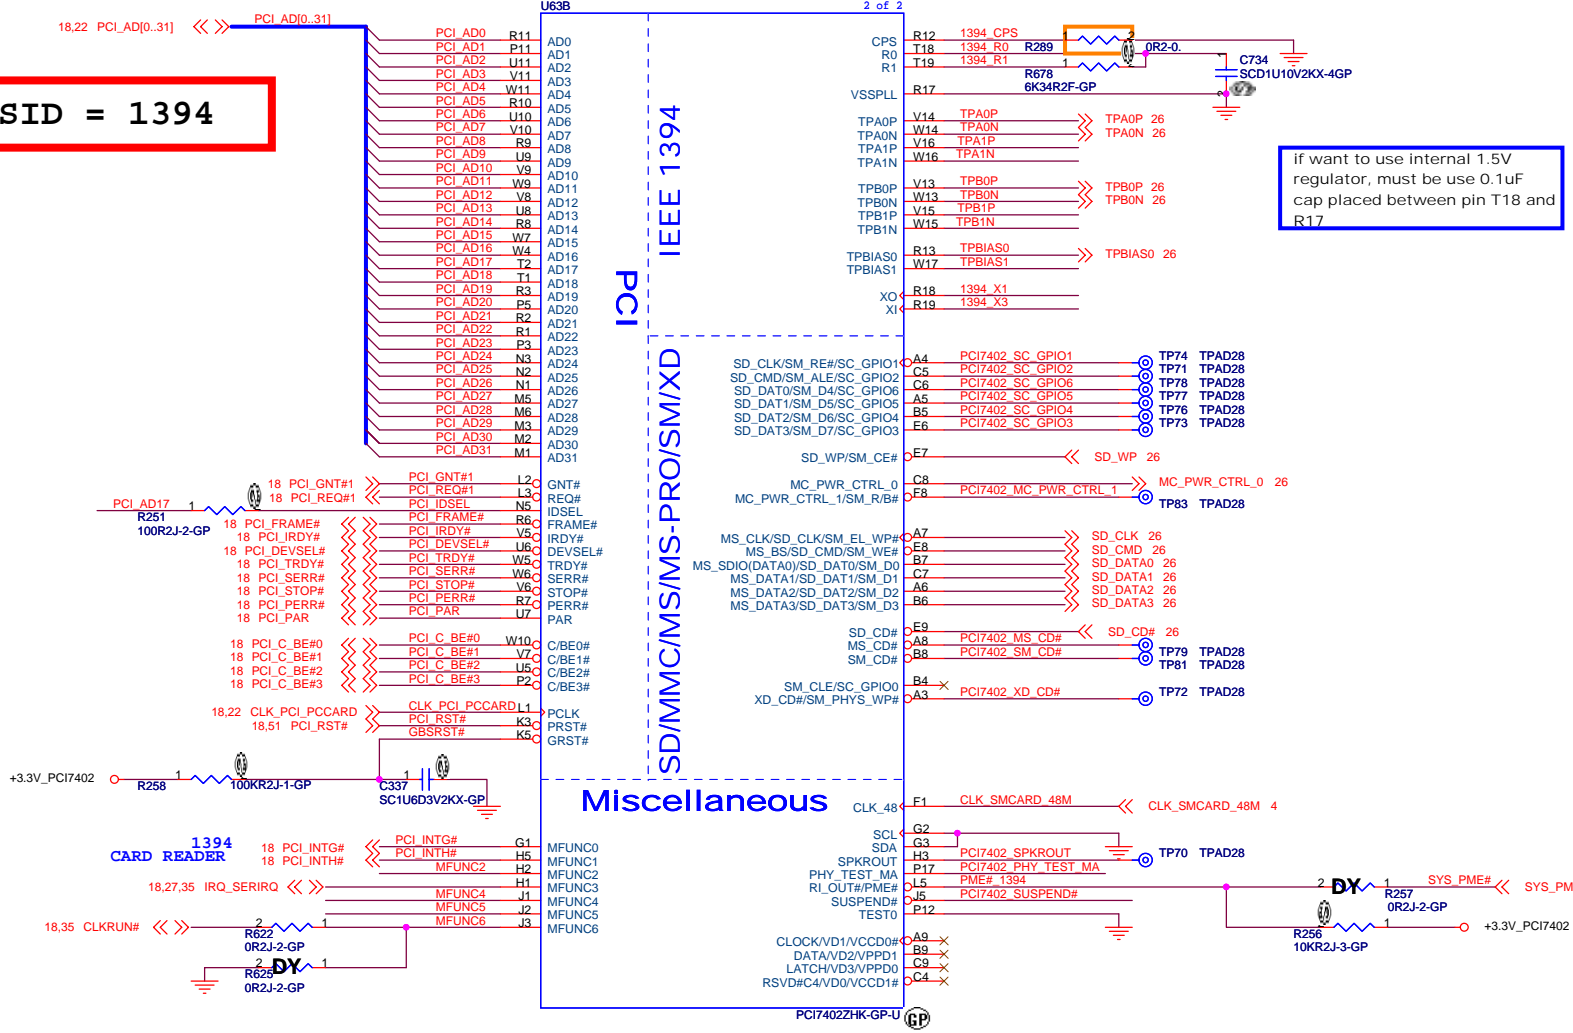 U63B
2 of 2
18,22 PCI_AD[0..31]
PCI_AD[0..31]
SID = 1394
PCI_AD0 R11 AD0
PCI_AD1 P11 AD1
PCI_AD2 U11 AD2
PCI_AD3 V11 AD3
PCI_AD4 W11 AD4
PCI_AD5 R10 AD5
PCI_AD6 U10 AD6
PCI_AD7 V10 AD7
PCI_AD8 R9 AD8
PCI_AD9 U9 AD9
PCI_AD10 V9 AD10
PCI_AD11 W9 AD11
PCI_AD12 V8 AD12
PCI_AD13 U8 AD13
PCI_AD14 R8 AD14
PCI_AD15 W7 AD15
PCI_AD16 W4 AD16
PCI_AD17 T2 AD17
PCI_AD18 T1 AD18
PCI_AD19 R3 AD19
PCI_AD20 P5 AD20
PCI_AD21 R2 AD21
PCI_AD22 R1 AD22
PCI_AD23 P3 AD23
PCI_AD24 N3 AD24
PCI_AD25 N2 AD25
PCI_AD26 N1 AD26
PCI_AD27 M5 AD27
PCI_AD28 M6 AD28
PCI_AD29 M3 AD29
PCI_AD30 M2 AD30
PCI_AD31 M1 AD31
18 PCI_GNT#1 PCI_GNT#1 L2 GNT#
18 PCI_REQ#1 PCI_REQ#1 L3 REQ#
PCI_AD17 1 PCI_IDSEL N5 IDSEL
R251
100R2J-2-GP
18 PCI_FRAME# PCI_FRAME# R6 FRAME#
18 PCI_IRDY# PCI_IRDY# V5 IRDY#
18 PCI_DEVSEL# PCI_DEVSEL# U6 DEVSEL#
18 PCI_TRDY# PCI_TRDY# W5 TRDY#
18 PCI_SERR# PCI_SERR# W6 SERR#
18 PCI_STOP# PCI_STOP# V6 STOP#
18 PCI_PERR# PCI_PERR# R7 PERR#
18 PCI_PAR PCI_PAR U7 PAR
18 PCI_C_BE#0 PCI_C_BE#0 W10 C/BE0#
18 PCI_C_BE#1 PCI_C_BE#1 V7 C/BE1#
18 PCI_C_BE#2 PCI_C_BE#2 U5 C/BE2#
18 PCI_C_BE#3 PCI_C_BE#3 P2 C/BE3#
18,22 CLK_PCI_PCCARD CLK_PCI_PCCARD L1 PCLK
18,51 PCI_RST# PCI_RST# K3 PRST#
GBSRST# K5 GRST#
+3.3V_PCI7402 1 1
R258 100KR2J-1-GP C337
SC1U6D3V2KX-GP
1394
CARD READER
18 PCI_INTG# PCI_INTG# G1 MFUNC0
18 PCI_INTH# PCI_INTH# H5 MFUNC1
MFUNC2 H2 MFUNC2
18,27,35 IRQ_SERIRQ H1 MFUNC3
MFUNC4 J1 MFUNC4
MFUNC5 J2 MFUNC5
18,35 CLKRUN# 2 1 MFUNC6 J3 MFUNC6
R622
0R2J-2-GP
2 DY 1
R625
0R2J-2-GP
PCI
IEEE 1394
SD/MMC/MS/MS-PRO/SM/XD
Miscellaneous
CPS R12 1394_CPS 1 2
R0 T18 1394_R0 R289 0R2-0.
R1 T19 1394_R1 1 2
R678
6K34R2F-GP
1
C734
SCD1U10V2KX-4GP
VSSPLL R17
TPA0P V14 TPA0P TPA0P 26
TPA0N W14 TPA0N TPA0N 26
TPA1P V16 TPA1P
TPA1N W16 TPA1N
TPB0P V13 TPB0P TPB0P 26
TPB0N W13 TPB0N TPB0N 26
TPB1P V15 TPB1P
TPB1N W15 TPB1N
TPBIAS0 R13 TPBIAS0 TPBIAS0 26
TPBIAS1 W17 TPBIAS1
XO R18 1394_X1
XI R19 1394_X3
if want to use internal 1.5V
regulator, must be use 0.1uF
cap placed between pin T18 and
R17
SD_CLK/SM_RE#/SC_GPIO1 A4 PCI7402_SC_GPIO1 TP74 TPAD28
SD_CMD/SM_ALE/SC_GPIO2 C5 PCI7402_SC_GPIO2 TP71 TPAD28
SD_DAT0/SM_D4/SC_GPIO6 C6 PCI7402_SC_GPIO6 TP78 TPAD28
SD_DAT1/SM_D5/SC_GPIO5 A5 PCI7402_SC_GPIO5 TP77 TPAD28
SD_DAT2/SM_D6/SC_GPIO4 B5 PCI7402_SC_GPIO4 TP76 TPAD28
SD_DAT3/SM_D7/SC_GPIO3 E6 PCI7402_SC_GPIO3 TP73 TPAD28
SD_WP/SM_CE# E7 SD_WP 26
MC_PWR_CTRL_0 C8 MC_PWR_CTRL_0 26
MC_PWR_CTRL_1/SM_R/B# F8 PCI7402_MC_PWR_CTRL_1 TP83 TPAD28
MS_CLK/SD_CLK/SM_EL_WP# A7 SD_CLK 26
MS_BS/SD_CMD/SM_WE# E8 SD_CMD 26
MS_SDIO(DATA0)/SD_DAT0/SM_D0 B7 SD_DATA0 26
MS_DATA1/SD_DAT1/SM_D1 C7 SD_DATA1 26
MS_DATA2/SD_DAT2/SM_D2 A6 SD_DATA2 26
MS_DATA3/SD_DAT3/SM_D3 B6 SD_DATA3 26
SD_CD# E9 SD_CD# 26
MS_CD# A8 PCI7402_MS_CD# TP79 TPAD28
SM_CD# B8 PCI7402_SM_CD# TP81 TPAD28
SM_CLE/SC_GPIO0 B4
XD_CD#/SM_PHYS_WP# A3 PCI7402_XD_CD# TP72 TPAD28
CLK_48 F1 CLK_SMCARD_48M CLK_SMCARD_48M 4
SCL G2
SDA G3
SPKROUT H3 PCI7402_SPKROUT TP70 TPAD28
PHY_TEST_MA P17 PCI7402_PHY_TEST_MA
RI_OUT#/PME# L5 PME#_1394 2 DY 1 SYS_PME# SYS_PM
SUSPEND# J5 PCI7402_SUSPEND# R257
0R2J-2-GP
TEST0 P12
1 +3.3V_PCI7402
R256
10KR2J-3-GP
CLOCK/VD1/VCCD0# A9
DATA/VD2/VPPD1 B9
LATCH/VD3/VPPD0 C9
RSVD#C4/VD0/VCCD1# C4
PCI7402ZHK-GP-U GP